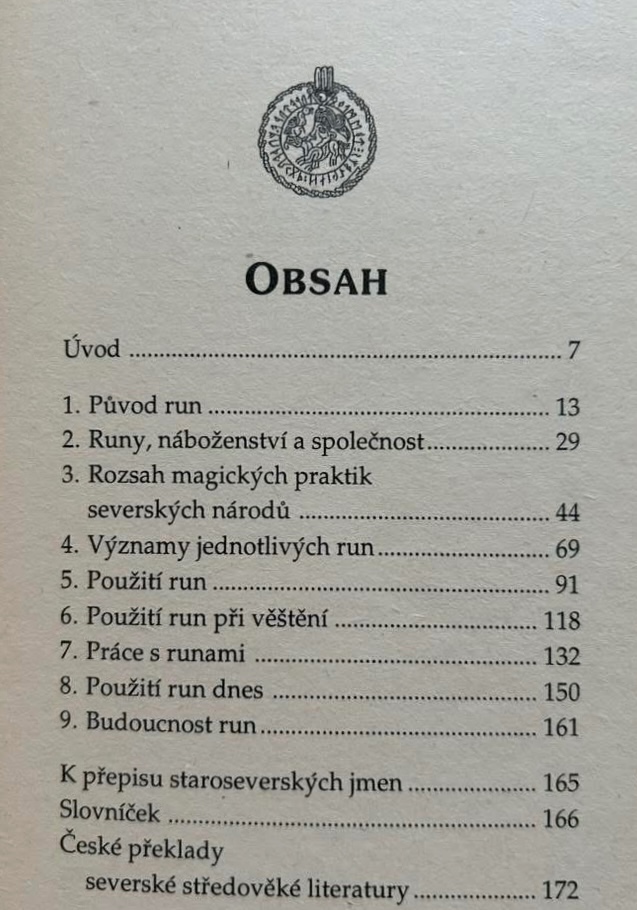 OBSAH
Úvod ........................................................ 7
1. Původ run ............................................ 13
2. Runy, náboženství a společnost.................. 29
3. Rozsah magických praktik
severských národů .................................. 44
4. Významy jednotlivých run......................... 69
5. Použití run ............................................ 91
6. Použití run při věštění ............................ 118
7. Práce s runami ...................................... 132
8. Použití run dnes ................................... 150
9. Budoucnost run..................................... 161
K přepisu staroseverských jmen ................. 165
Slovníček ................................................ 166
České překlady
severské středověké literatury................. 172